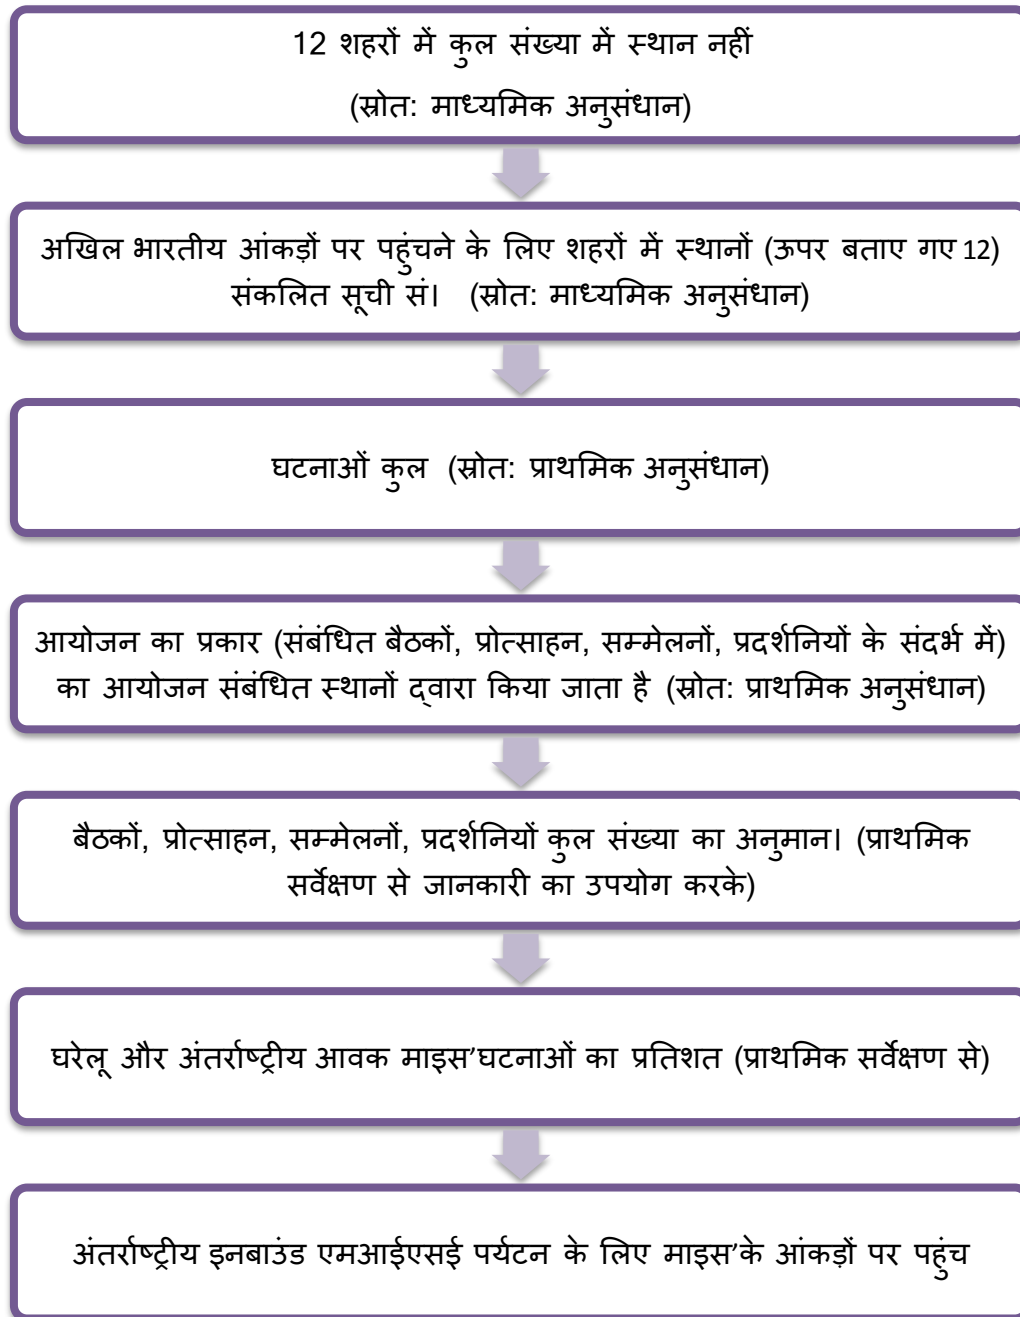 12 शहरों में कुल संख्या में स्थान नहीं
(स्रोत: माध्यमिक अनुसंधान)
अखिल भारतीय आंकड़ों पर पहुंचने के लिए शहरों में स्थानों (ऊपर बताए गए 12)
संकलित सूची सं। (स्रोत: माध्यमिक अनुसंधान)
घटनाओं कुल (स्रोत: प्राथमिक अनुसंधान)
आयोजन का प्रकार (संबंधित बैठकों, प्रोत्साहन, सम्मेलनों, प्रदर्शनियों के संदर्भ में)
का आयोजन संबंधित स्थानों द्वारा किया जाता है (स्रोत: प्राथमिक अनुसंधान)
बैठकों, प्रोत्साहन, सम्मेलनों, प्रदर्शनियों कुल संख्या का अनुमान। (प्राथमिक
सर्वेक्षण से जानकारी का उपयोग करके)
घरेलू और अंतर्राष्ट्रीय आवक माइस’घटनाओं का प्रतिशत (प्राथमिक सर्वेक्षण से)
अंतर्राष्ट्रीय इनबाउंड एमआईएसई पर्यटन के लिए माइस’के आंकड़ों पर पहुंच